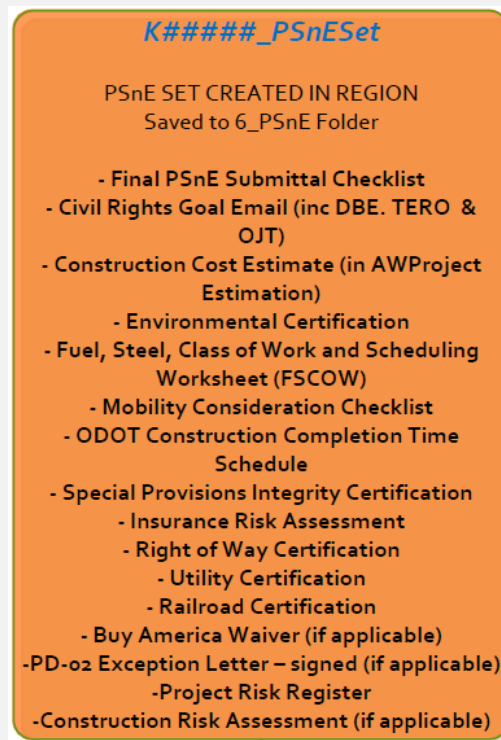 K#####_PSnESet
PSnE SET CREATED IN REGION
Saved to 6_PSnE Folder
- Final PSnE Submittal Checklist
- Civil Rights Goal Email (inc DBE. TERO &
OJT)
- Construction Cost Estimate (in AWProject
Estimation)
- Environmental Certification
- Fuel, Steel, Class of Work and Scheduling
Worksheet (FSCOW)
- Mobility Consideration Checklist
- ODOT Construction Completion Time
Schedule
- Special Provisions Integrity Certification
- Insurance Risk Assessment
- Right of Way Certification
- Utility Certification
- Railroad Certification
- Buy America Waiver (if applicable)
-PD-02 Exception Letter – signed (if applicable)
-Project Risk Register
-Construction Risk Assessment (if applicable)